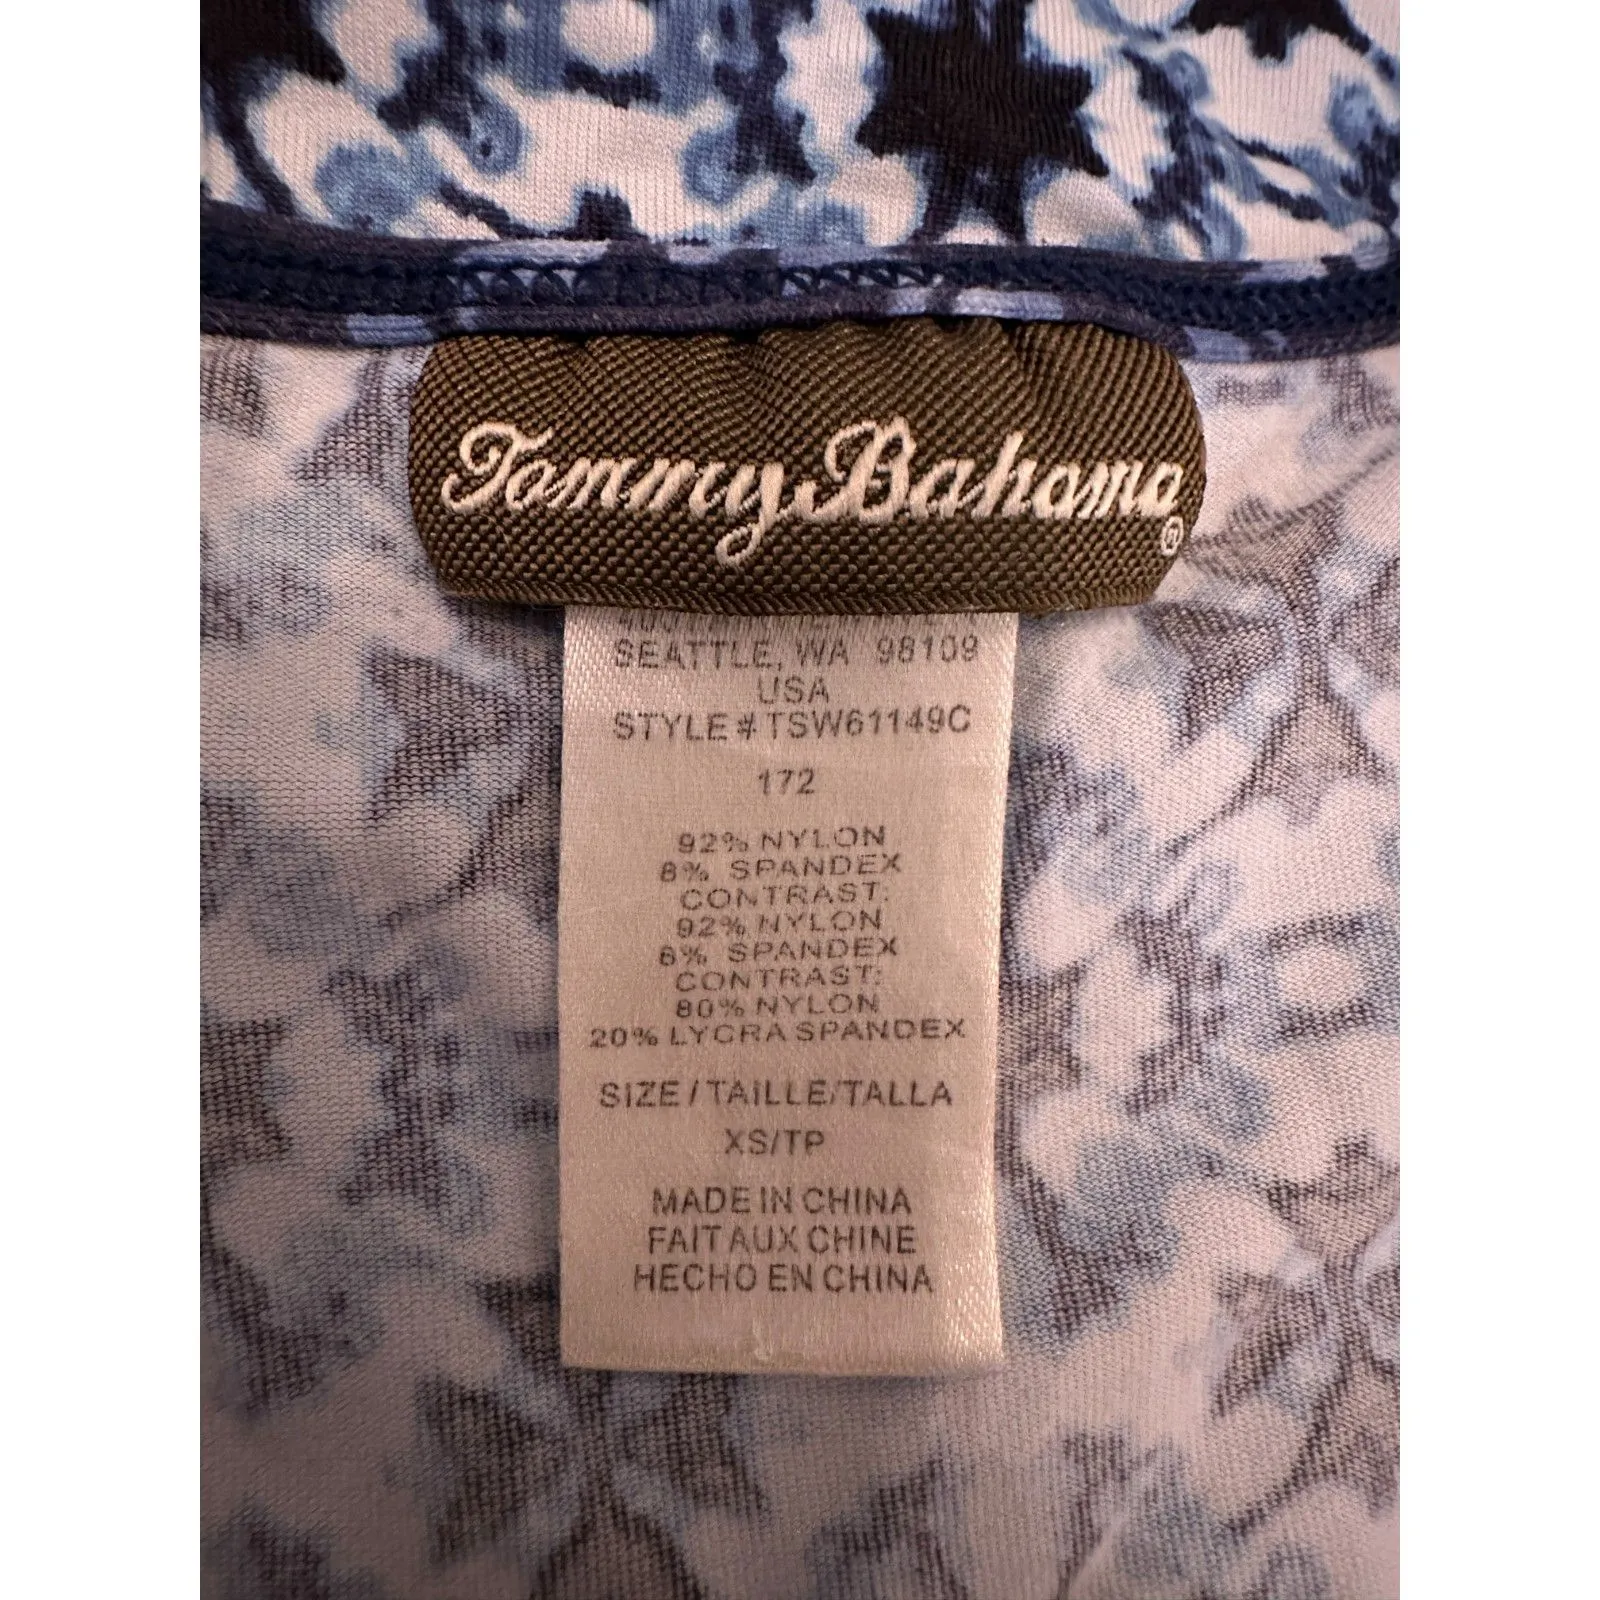 Tommy Bahama®
SEATTLE, WA 98109
USA
STYLE#TSW61149C
172
92% NYLON
8% SPANDEX
CONTRAST:
92% NYLON
8% SPANDEX
CONTRAST:
80% NYLON
20% LYCRA SPANDEX
SIZE/TAILLE/TALLA
XS/TP
MADE IN CHINA
FAIT AUX CHINE
HECHO EN CHINA